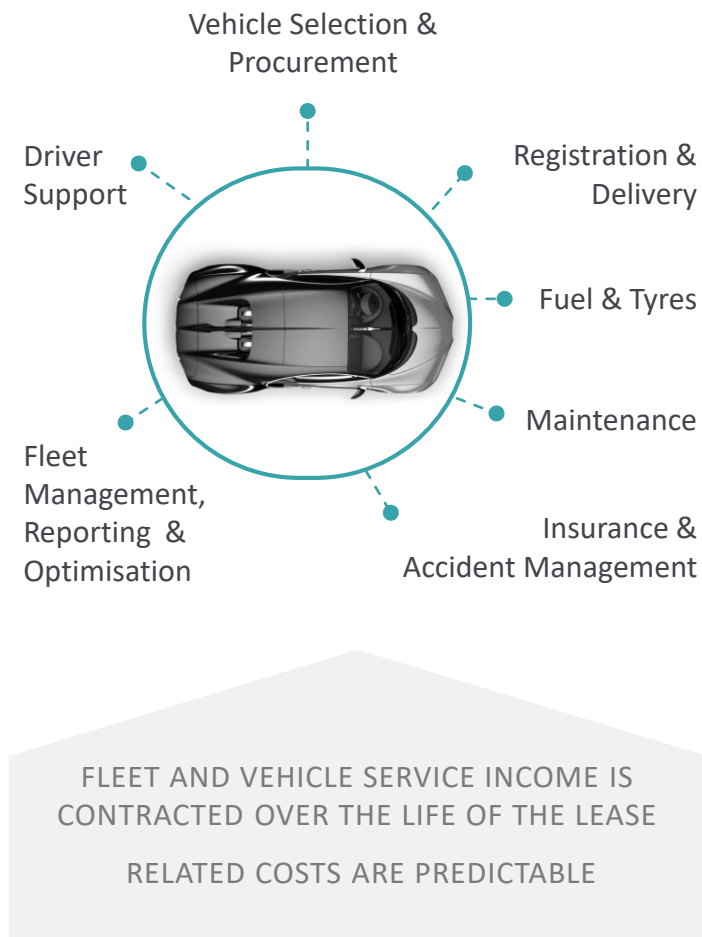 Vehicle Selection &
Procurement
Driver
Support
Registration &
Delivery
Fuel & Tyres
Maintenance
Fleet
Management,
Reporting &
Optimisation
Insurance &
Accident Management
FLEET AND VEHICLE SERVICE INCOME IS
CONTRACTED OVER THE LIFE OF THE LEASE
RELATED COSTS ARE PREDICTABLE